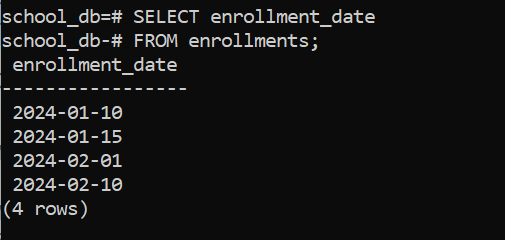 school_db=# SELECT enrollment_date
school_db-# FROM enrollments;
 enrollment_date
-----------------
 2024-01-10
 2024-01-15
 2024-02-01
 2024-02-10
(4 rows)